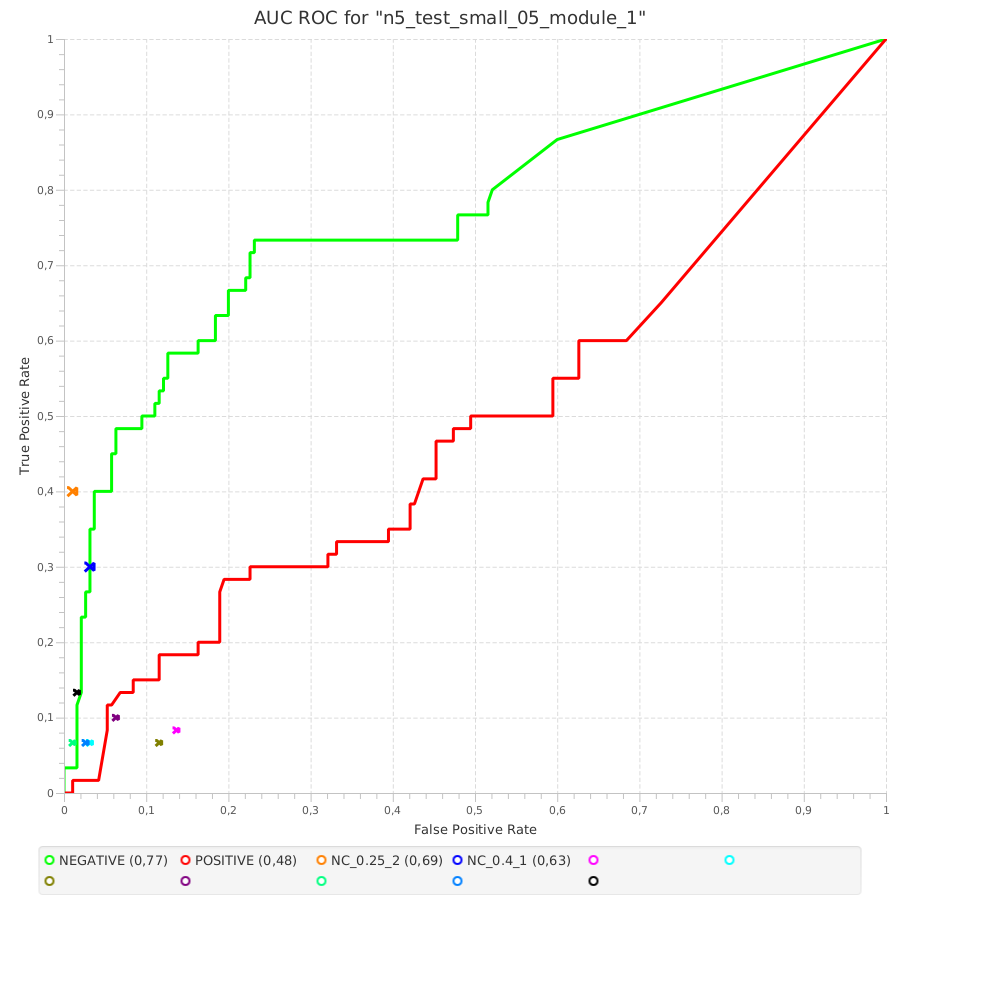 AUC ROC for "n5_test_small_05_module_1"
1
0,9
0,8
0,7
0,6
0,5
0,4
0,3
0,2
0,1
0
True Positive Rate
0 0,1 0,2 0,3 0,4 0,5 0,6 0,7 0,8 0,9 1
False Positive Rate
NEGATIVE (0,77) POSITIVE (0,48) NC_0.25_2 (0,69) NC_0.4_1 (0,63)